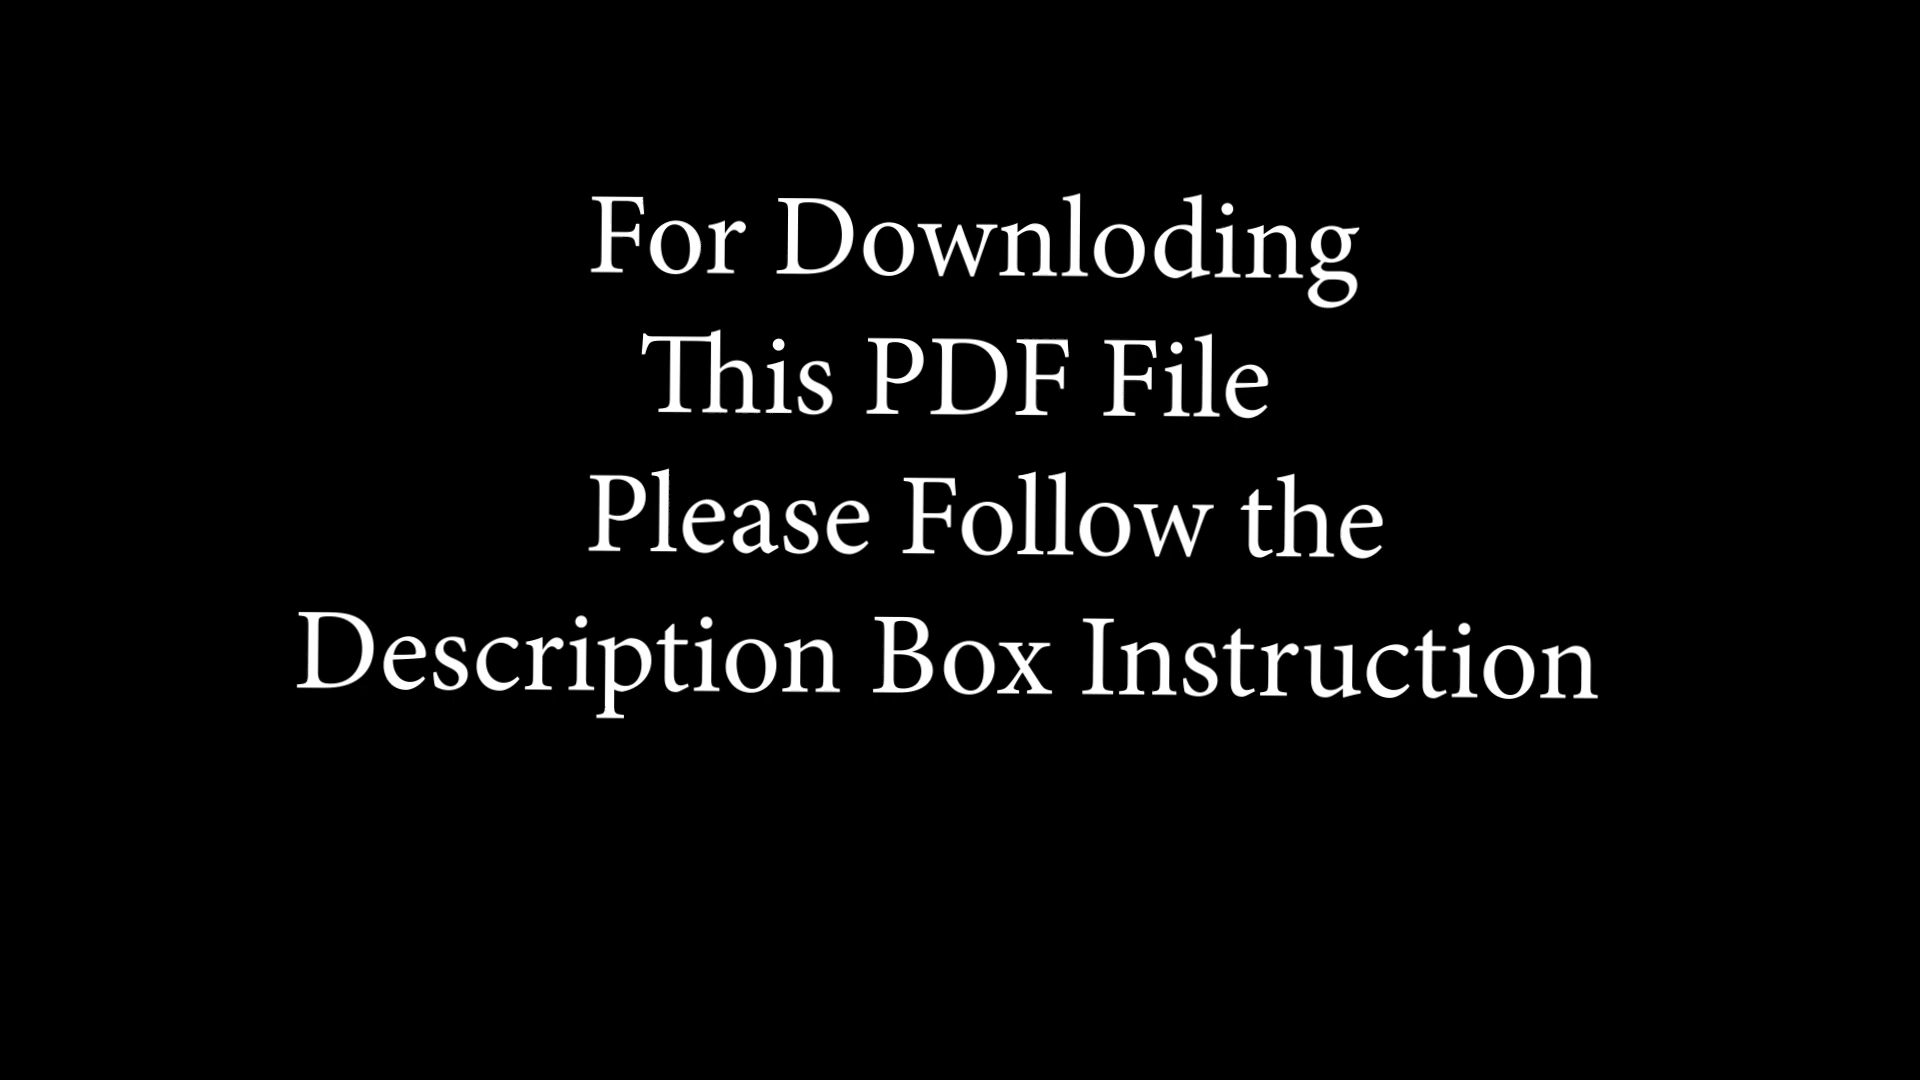 For Downloding
This PDF File
Please Follow the
Description Box Instruction